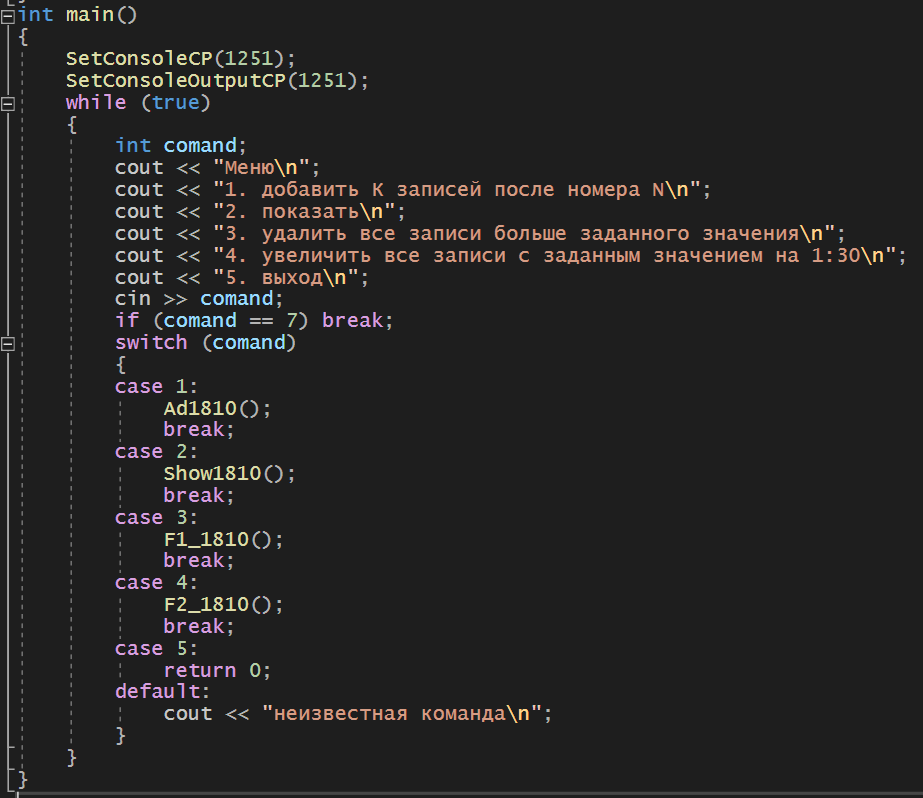 int main()
{
SetConsoleCP(1251);
SetConsoleOutputCP(1251);
while (true)
{
int comand;
cout << "Меню\n";
cout << "1. добавить К записей после номера N\n";
cout << "2. показать\n";
cout << "3. удалить все записи больше заданного значения\n";
cout << "4. увеличить все записи с заданным значением на 1:30\n";
cout << "5. выход\n";
cin >> comand;
if (comand == 7) break;
switch (comand)
{
case 1:
Ad1810();
break;
case 2:
Show1810();
break;
case 3:
F1_1810();
break;
case 4:
F2_1810();
break;
case 5:
return 0;
default:
cout << "неизвестная команда\n";
}
}
}